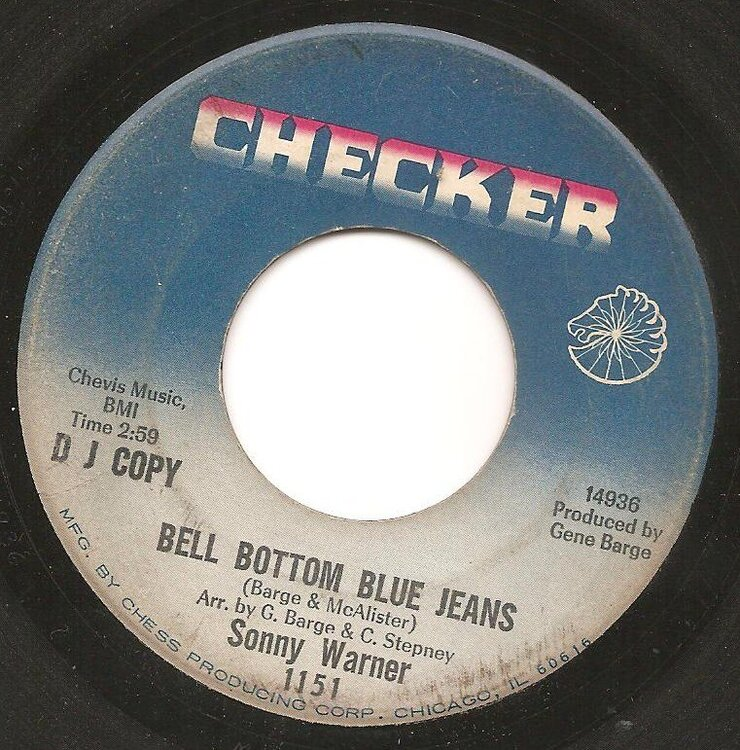 CHECKER
Chevis Music,
BMI
Time 2:59
D J COPY
14936
Produced by
Gene Barge
BELL BOTTOM BLUE JEANS
(Barge & McAlister)
Arr. by G. Barge & C. Stepney
Sonny Warner
1151
MFG. BY CHESS PRODUCING CORP. CHICAGO, IL 60616